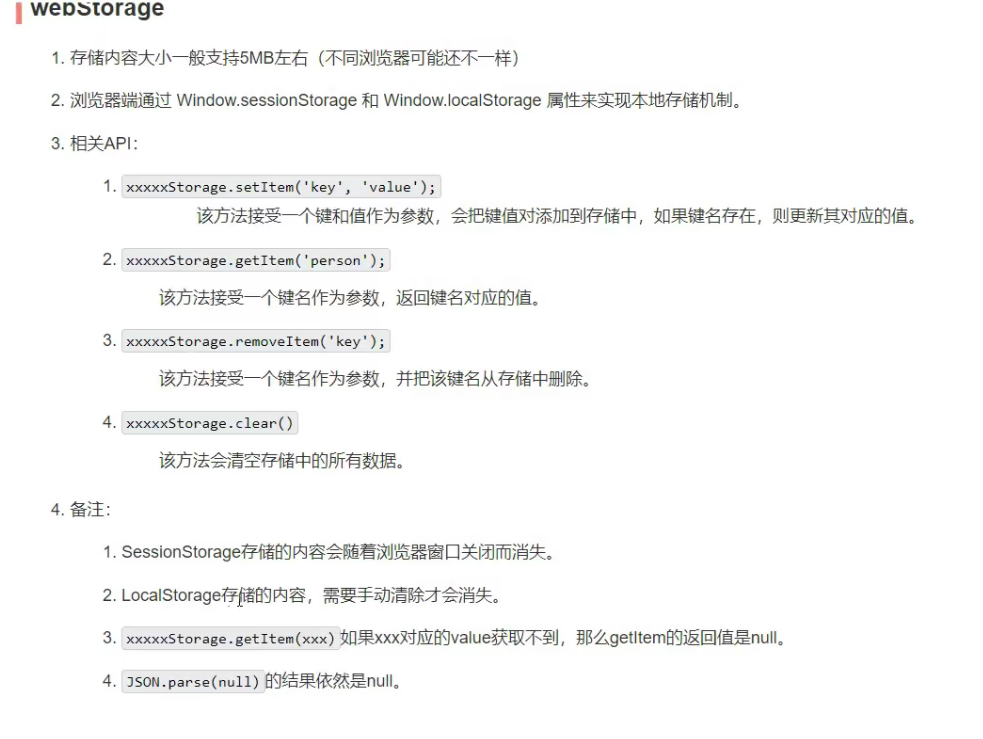 webStorage
1. 存储内容大小一般支持5MB左右（不同浏览器可能还不一样）
2. 浏览器端通过 Window.sessionStorage 和 Window.localStorage 属性来实现本地存储机制。
3. 相关API：
1. xxxxxStorage.setItem('key', 'value');
该方法接受一个键和值作为参数，会把键值对添加到存储中，如果键名存在，则更新其对应的值。
2. xxxxxStorage.getItem('person');
该方法接受一个键名作为参数，返回键名对应的值。
3. xxxxxStorage.removeItem('key');
该方法接受一个键名作为参数，并把该键名从存储中删除。
4. xxxxxStorage.clear()
该方法会清空存储中的所有数据。
4. 备注：
1. SessionStorage存储的内容会随着浏览器窗口关闭而消失。
2. LocalStorage存储的内容，需要手动清除才会消失。
3. xxxxxStorage.getItem(xxx)如果xxx对应的value获取不到，那么getItem的返回值是null。
4. JSON.parse(null)的结果依然是null。